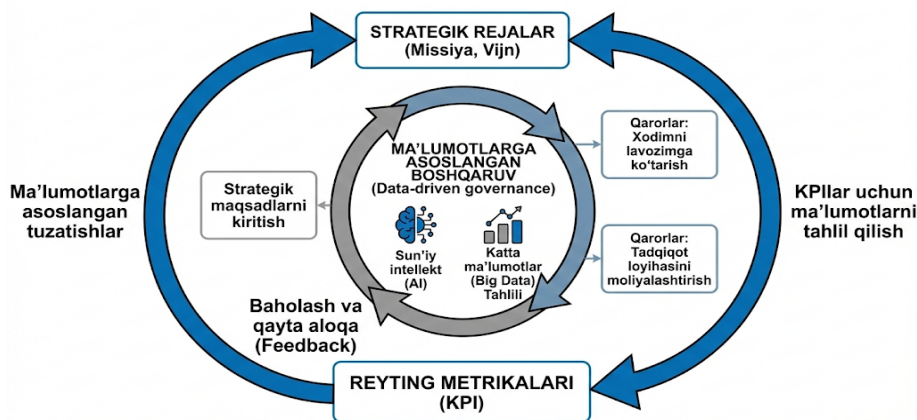 STRATEGIK REJALAR
(Missiya, Vijn)
Ma’lumotlarga
asoslangan
tuzatishlar
Strategik
maqsadlarni
kiritish
MA’LUMOTLARGA
ASOSLANGAN
BOSHQARUV
(Data-driven governance)
Sun’iy
intellekt
(AI)
Katta
ma’lumotlar
(Big Data)
Tahlili
Qarorlar:
Xodimni
lavozimga
ko‘tarish
Qarorlar:
Tadqiqot
loyihasini
moliyalashtirish
KPIlar uchun
ma’lumotlarni
tahlil qilish
Baholash va
qayta aloqa
(Feedback)
REYTING METRIKALARI
(KPI)